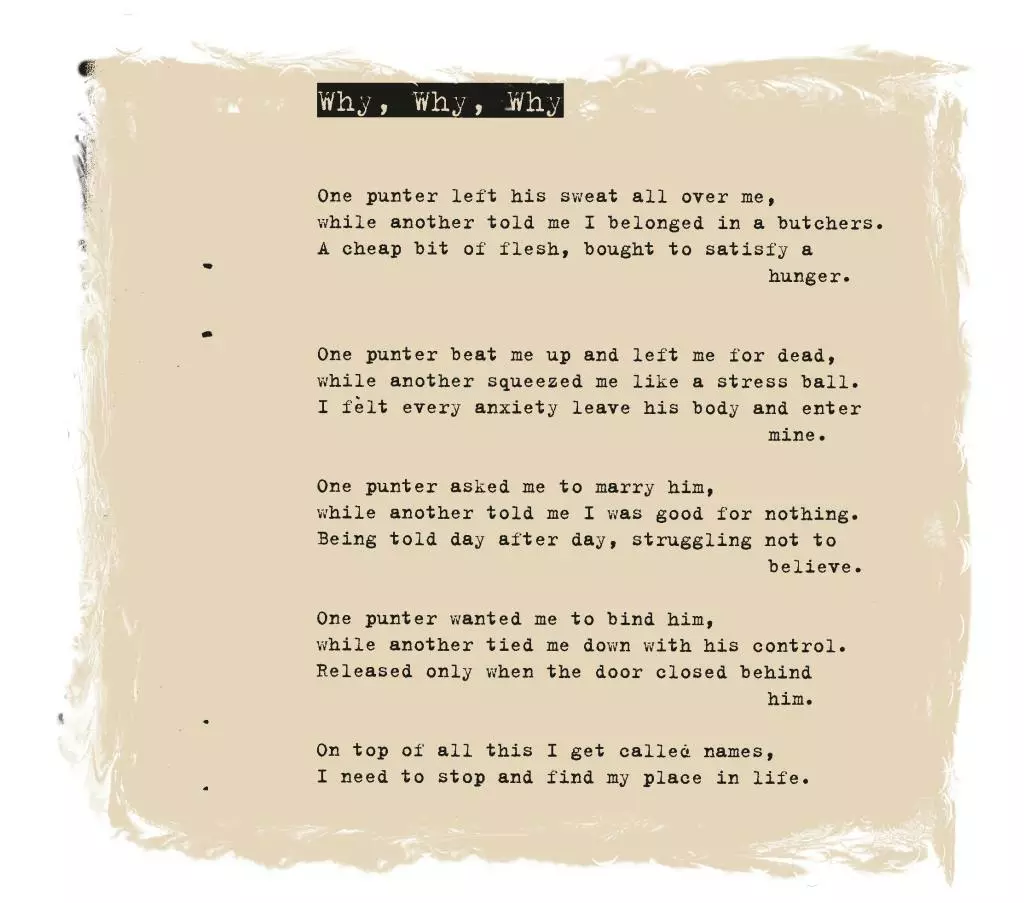 Why, Why, Why
One punter left his sweat all over me,
while another told me I belonged in a butchers.
A cheap bit of flesh, bought to satisfy a
hunger.
One punter beat me up and left me for dead,
while another squeezed me like a stress ball.
I felt every anxiety leave his body and enter
mine.
One punter asked me to marry him,
while another told me I was good for nothing.
Being told day after day, struggling not to
believe.
One punter wanted me to bind him,
while another tied me down with his control.
Released only when the door closed behind
him.
On top of all this I get called names,
I need to stop and find my place in life.